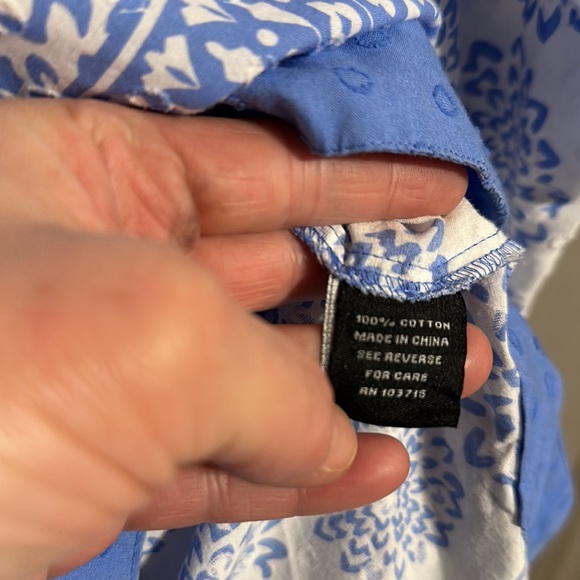 100% COTTON
MADE IN CHINA
SEE REVERSE
FOR CARE
RN 103715